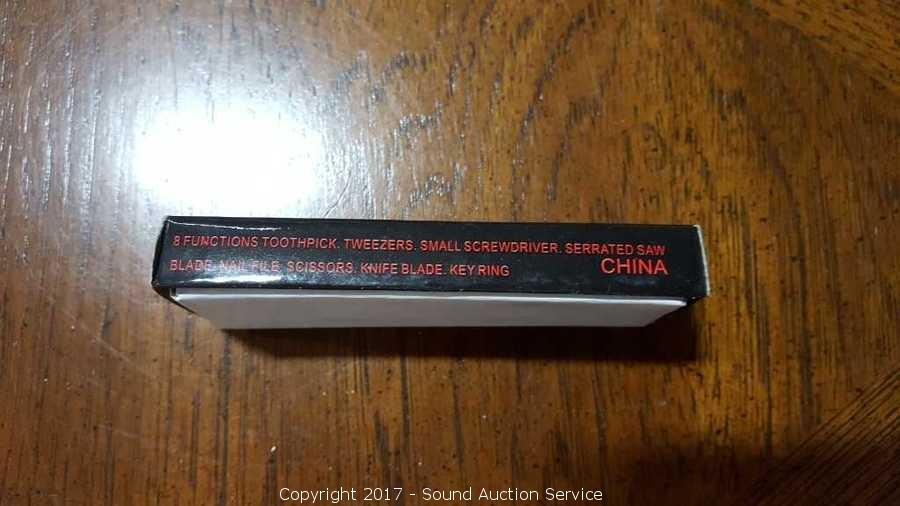 8 FUNCTIONS TOOTHPICK. TWEEZERS. SMALL SCREWDRIVER. SERRATED SAW
BLADE. NAIL FILE. SCISSORS. KNIFE BLADE. KEY RING
CHINA
Copyright 2017 - Sound Auction Service